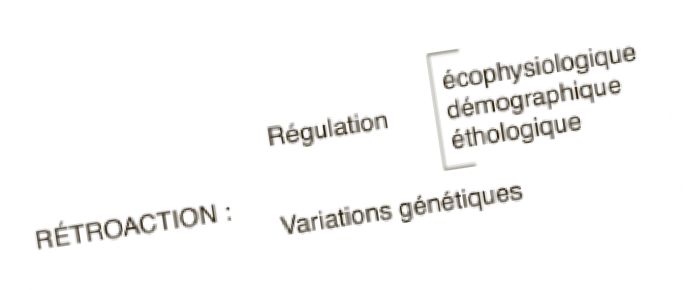 écophysiologique
Régulation démographique
éthologique
RÉTROACTION : Variations génétiques